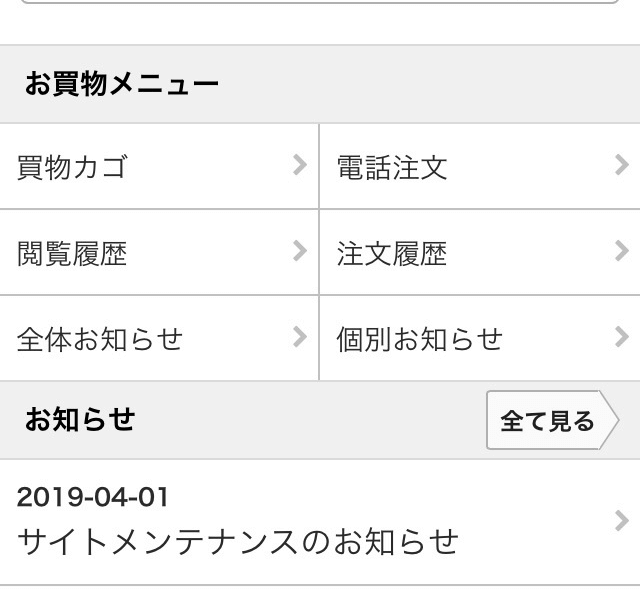 お買物メニュー
買物カゴ
電話注文
閲覧履歴
注文履歴
全体お知らせ
個別お知らせ
お知らせ
全て見る
2019-04-01
サイトメンテナンスのお知らせ